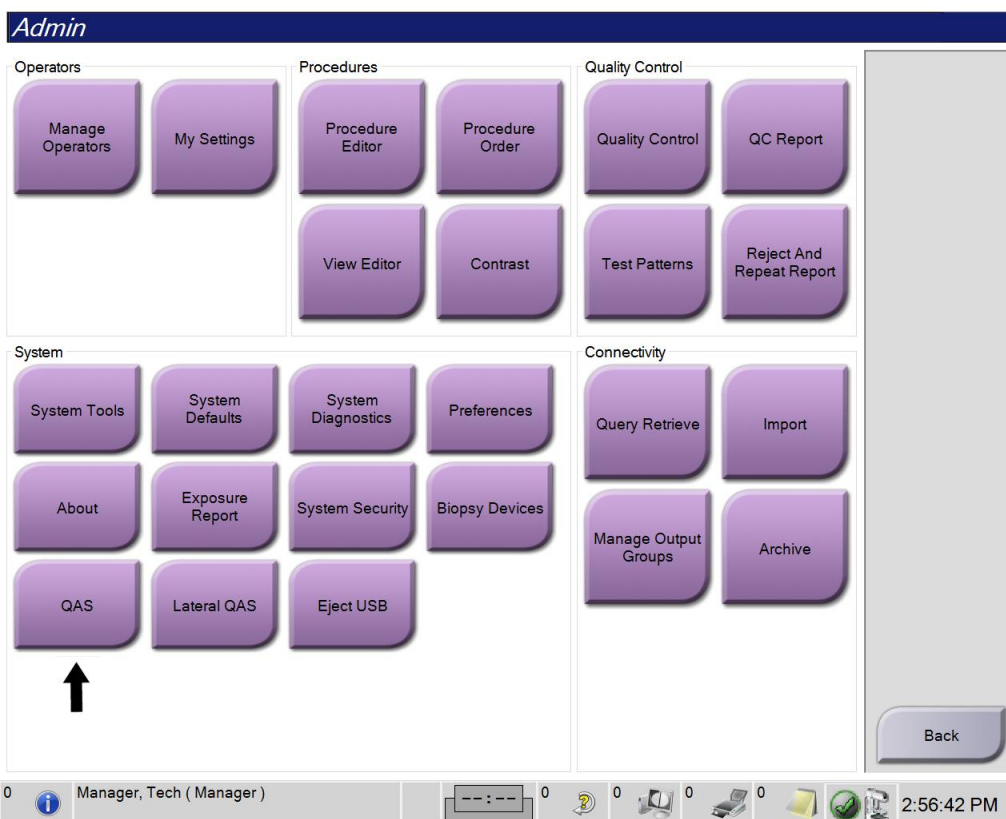 Admin
Operators
Manage
Operators
My Settings
Procedures
Procedure
Editor
Procedure
Order
View Editor
Contrast
Quality Control
Quality Control
QC Report
Test Patterns
Reject And
Repeat Report
System
System Tools
System
Defaults
System
Diagnostics
Preferences
About
Exposure
Report
System Security
Biopsy Devices
QAS
Lateral QAS
Eject USB
Connectivity
Query Retrieve
Import
Manage Output
Groups
Archive
Back
0
Manager, Tech ( Manager )
--:--
0
0
0
0
2:56:42 PM